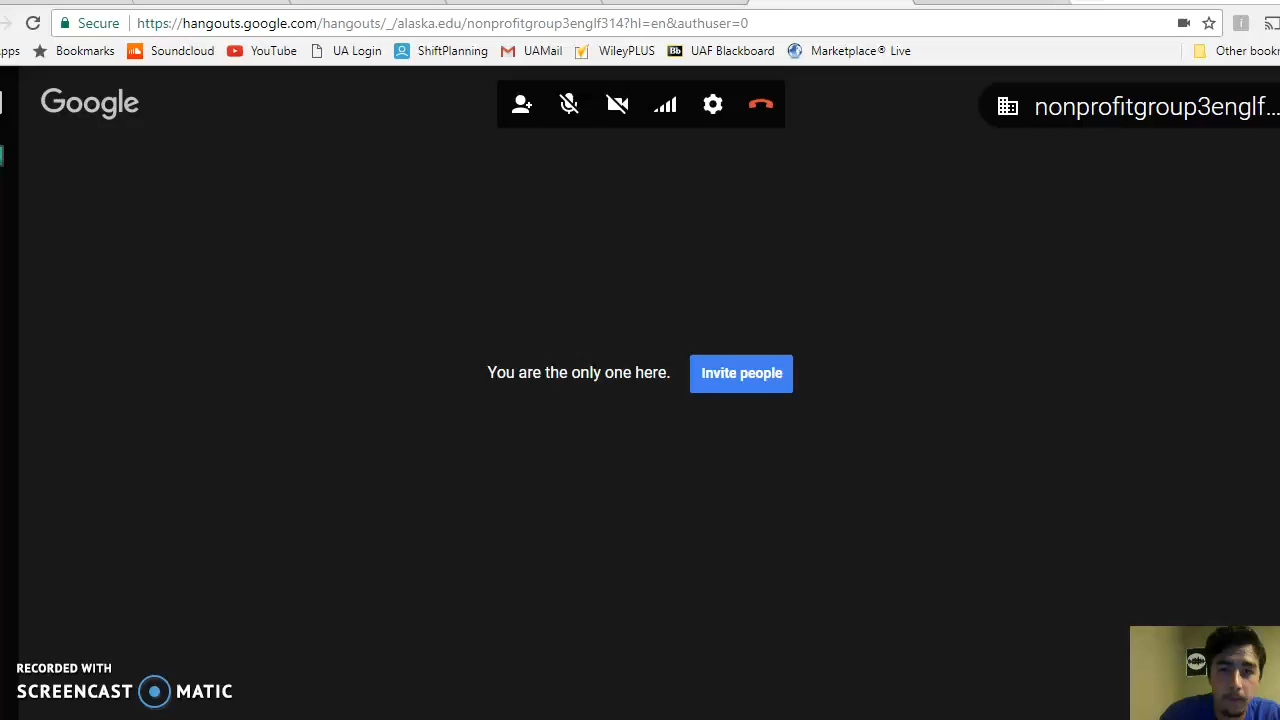 Secure https://hangouts.google.com/hangouts/_/alaska.edu/nonprofitgroup3englf314?hl=en&authuser=0
pps Bookmarks Soundcloud YouTube UA Login ShiftPlanning UAMail WileyPLUS Bb UAF Blackboard Marketplace® Live Other book
Google
nonprofitgroup3englf...
You are the only one here. Invite people
RECORDED WITH
SCREENCAST MATIC